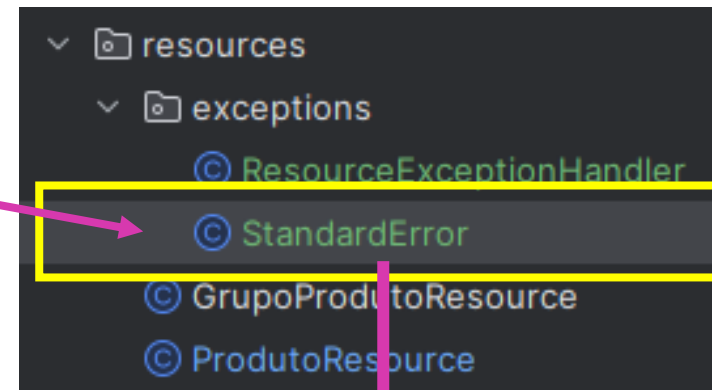 resources
exceptions
ResourceExceptionHandler
StandardError
GrupoProdutoResource
ProdutoResource